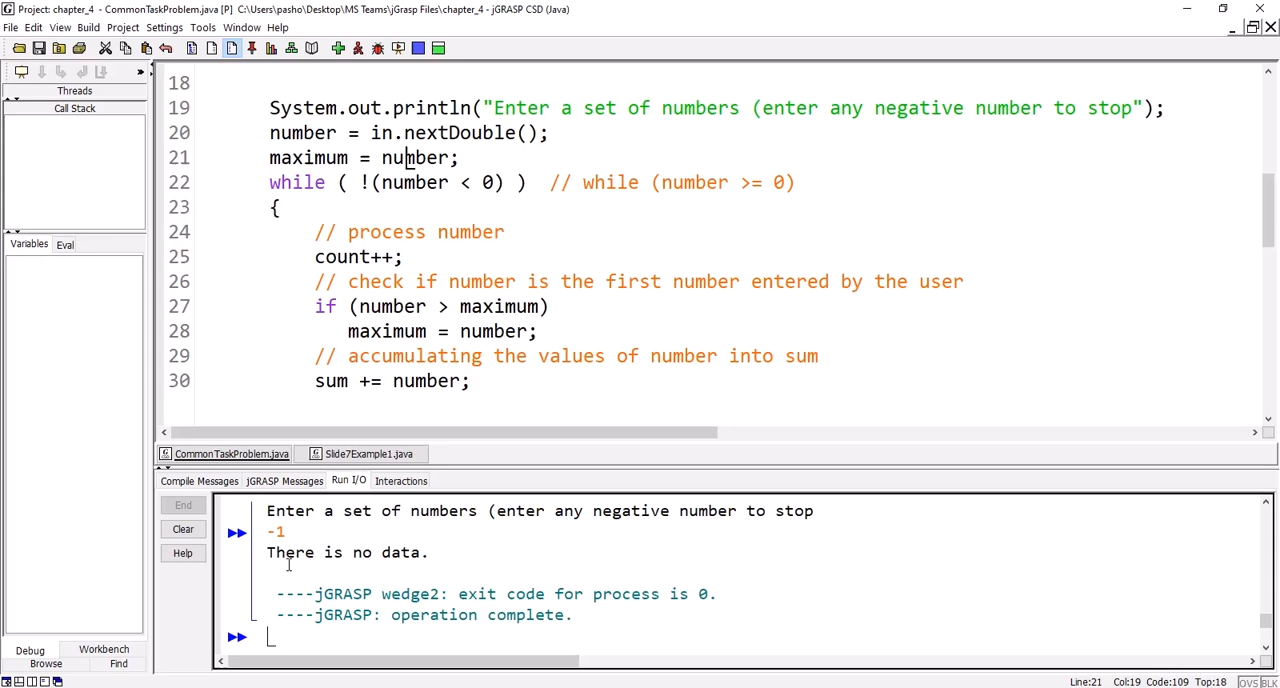 Project: chapter_4 - CommonTaskProblem.java [P]  C:\Users\pasho\Desktop\MS Teams\jGrasp Files\chapter_4 - jGRASP CSD (Java)
File Edit View Build Project Settings Tools Window Help
Threads
Call Stack
Variables Eval
Debug Workbench
Browse Find
18
19 System.out.println("Enter a set of numbers (enter any negative number to stop");
20 number = in.nextDouble();
21 maximum = number;
22 while ( !(number < 0) )  // while (number >= 0)
23 {
24 // process number
25 count++;
26 // check if number is the first number entered by the user
27 if (number > maximum)
28 maximum = number;
29 // accumulating the values of number into sum
30 sum += number;
CommonTaskProblem.java Slide7Example1.java
Compile Messages jGRASP Messages Run I/O Interactions
End
Clear
Help
Enter a set of numbers (enter any negative number to stop
-1
There is no data.
----jGRASP wedge2: exit code for process is 0.
----jGRASP: operation complete.
Line:21 Col:19 Code:109 Top:18 OVS BLK